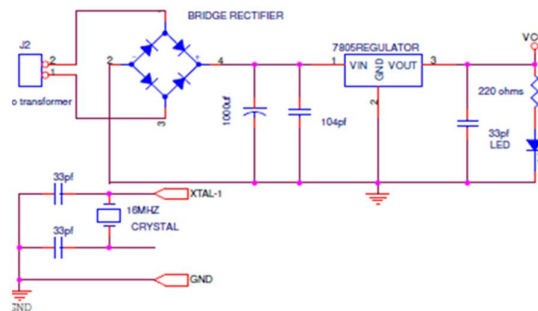 BRIDGE RECTIFIER
J2
2
1
o transformer
2
4
3
1000uf
104pf
7805REGULATOR
1
VIN
GND
VOUT
3
2
VO
220 ohms
33pf
LED
33pf
XTAL-1
16MHZ
CRYSTAL
33pf
GND
GND